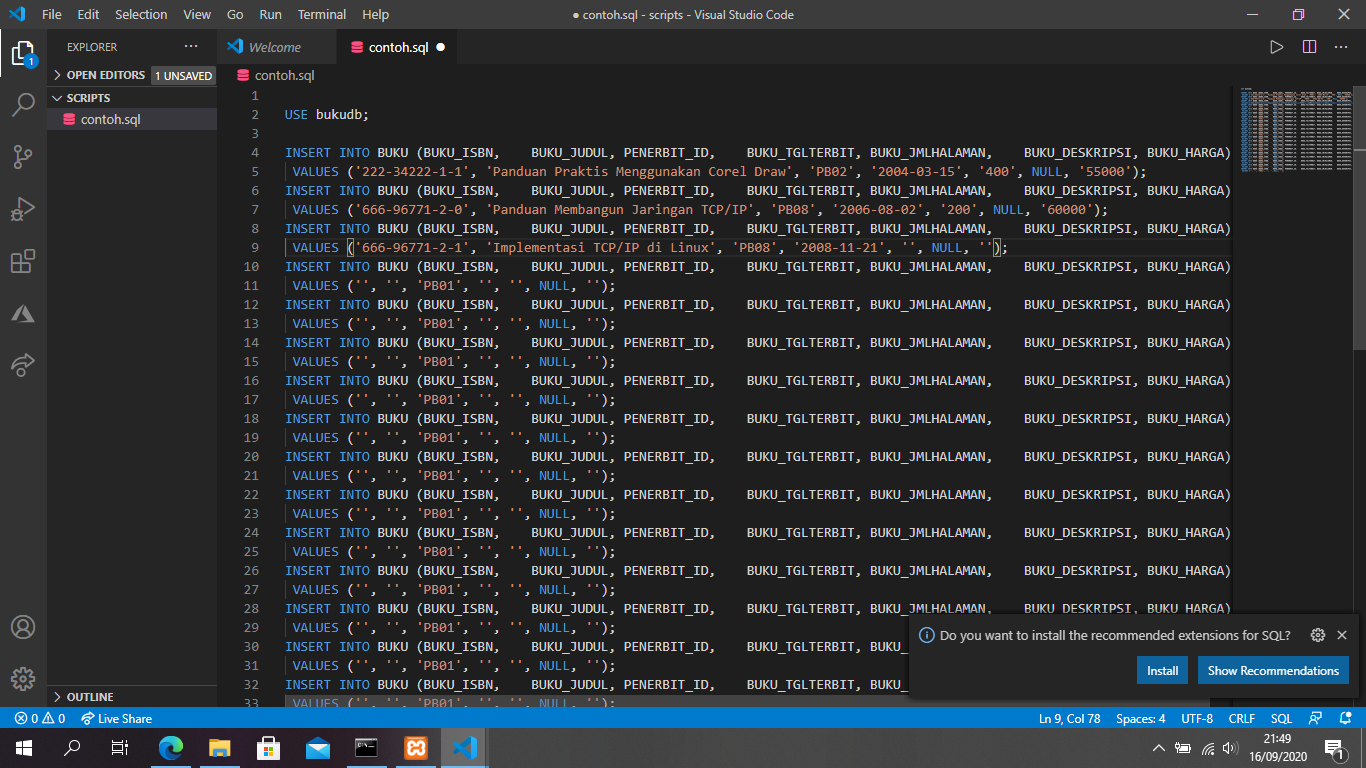 File Edit Selection View Go Run Terminal Help
● contoh.sql - scripts - Visual Studio Code
EXPLORER
Welcome
contoh.sql
OPEN EDITORS 1 UNSAVED
contoh.sql
SCRIPTS
contoh.sql
1
2 USE bukudb;
3
4 INSERT INTO BUKU (BUKU_ISBN, BUKU_JUDUL, PENERBIT_ID, BUKU_TGLTERBIT, BUKU_JMLHALAMAN, BUKU_DESKRIPSI, BUKU_HARGA)
5 VALUES ('222-34222-1-1', 'Panduan Praktis Menggunakan Corel Draw', 'PB02', '2004-03-15', '400', NULL, '55000');
6 INSERT INTO BUKU (BUKU_ISBN, BUKU_JUDUL, PENERBIT_ID, BUKU_TGLTERBIT, BUKU_JMLHALAMAN, BUKU_DESKRIPSI, BUKU_HARGA)
7 VALUES ('666-96771-2-0', 'Panduan Membangun Jaringan TCP/IP', 'PB08', '2006-08-02', '200', NULL, '60000');
8 INSERT INTO BUKU (BUKU_ISBN, BUKU_JUDUL, PENERBIT_ID, BUKU_TGLTERBIT, BUKU_JMLHALAMAN, BUKU_DESKRIPSI, BUKU_HARGA)
9 VALUES ('666-96771-2-1', 'Implementasi TCP/IP di Linux', 'PB08', '2008-11-21', '', NULL, '');
10 INSERT INTO BUKU (BUKU_ISBN, BUKU_JUDUL, PENERBIT_ID, BUKU_TGLTERBIT, BUKU_JMLHALAMAN, BUKU_DESKRIPSI, BUKU_HARGA)
11 VALUES ('', '', 'PB01', '', '', NULL, '');
12 INSERT INTO BUKU (BUKU_ISBN, BUKU_JUDUL, PENERBIT_ID, BUKU_TGLTERBIT, BUKU_JMLHALAMAN, BUKU_DESKRIPSI, BUKU_HARGA)
13 VALUES ('', '', 'PB01', '', '', NULL, '');
14 INSERT INTO BUKU (BUKU_ISBN, BUKU_JUDUL, PENERBIT_ID, BUKU_TGLTERBIT, BUKU_JMLHALAMAN, BUKU_DESKRIPSI, BUKU_HARGA)
15 VALUES ('', '', 'PB01', '', '', NULL, '');
16 INSERT INTO BUKU (BUKU_ISBN, BUKU_JUDUL, PENERBIT_ID, BUKU_TGLTERBIT, BUKU_JMLHALAMAN, BUKU_DESKRIPSI, BUKU_HARGA)
17 VALUES ('', '', 'PB01', '', '', NULL, '');
18 INSERT INTO BUKU (BUKU_ISBN, BUKU_JUDUL, PENERBIT_ID, BUKU_TGLTERBIT, BUKU_JMLHALAMAN, BUKU_DESKRIPSI, BUKU_HARGA)
19 VALUES ('', '', 'PB01', '', '', NULL, '');
20 INSERT INTO BUKU (BUKU_ISBN, BUKU_JUDUL, PENERBIT_ID, BUKU_TGLTERBIT, BUKU_JMLHALAMAN, BUKU_DESKRIPSI, BUKU_HARGA)
21 VALUES ('', '', 'PB01', '', '', NULL, '');
22 INSERT INTO BUKU (BUKU_ISBN, BUKU_JUDUL, PENERBIT_ID, BUKU_TGLTERBIT, BUKU_JMLHALAMAN, BUKU_DESKRIPSI, BUKU_HARGA)
23 VALUES ('', '', 'PB01', '', '', NULL, '');
24 INSERT INTO BUKU (BUKU_ISBN, BUKU_JUDUL, PENERBIT_ID, BUKU_TGLTERBIT, BUKU_JMLHALAMAN, BUKU_DESKRIPSI, BUKU_HARGA)
25 VALUES ('', '', 'PB01', '', '', NULL, '');
26 INSERT INTO BUKU (BUKU_ISBN, BUKU_JUDUL, PENERBIT_ID, BUKU_TGLTERBIT, BUKU_JMLHALAMAN, BUKU_DESKRIPSI, BUKU_HARGA)
27 VALUES ('', '', 'PB01', '', '', NULL, '');
28 INSERT INTO BUKU (BUKU_ISBN, BUKU_JUDUL, PENERBIT_ID, BUKU_TGLTERBIT, BUKU_JMLHALAMAN, BUKU_DESKRIPSI, BUKU_HARGA)
29 VALUES ('', '', 'PB01', '', '', NULL, '');
30 INSERT INTO BUKU (BUKU_ISBN, BUKU_JUDUL, PENERBIT_ID, BUKU_TGLTERBIT, BUKU_
31 VALUES ('', '', 'PB01', '', '', NULL, '');
32 INSERT INTO BUKU (BUKU_ISBN, BUKU_JUDUL, PENERBIT_ID, BUKU_TGLTERBIT, BUKU_
33 VALUES ('', '', 'PB01', '', '', NULL, '');
Do you want to install the recommended extensions for SQL?
Install Show Recommendations
OUTLINE
0 0 Live Share
Ln 9, Col 78 Spaces: 4 UTF-8 CRLF SQL
21:49
16/09/2020
1
1